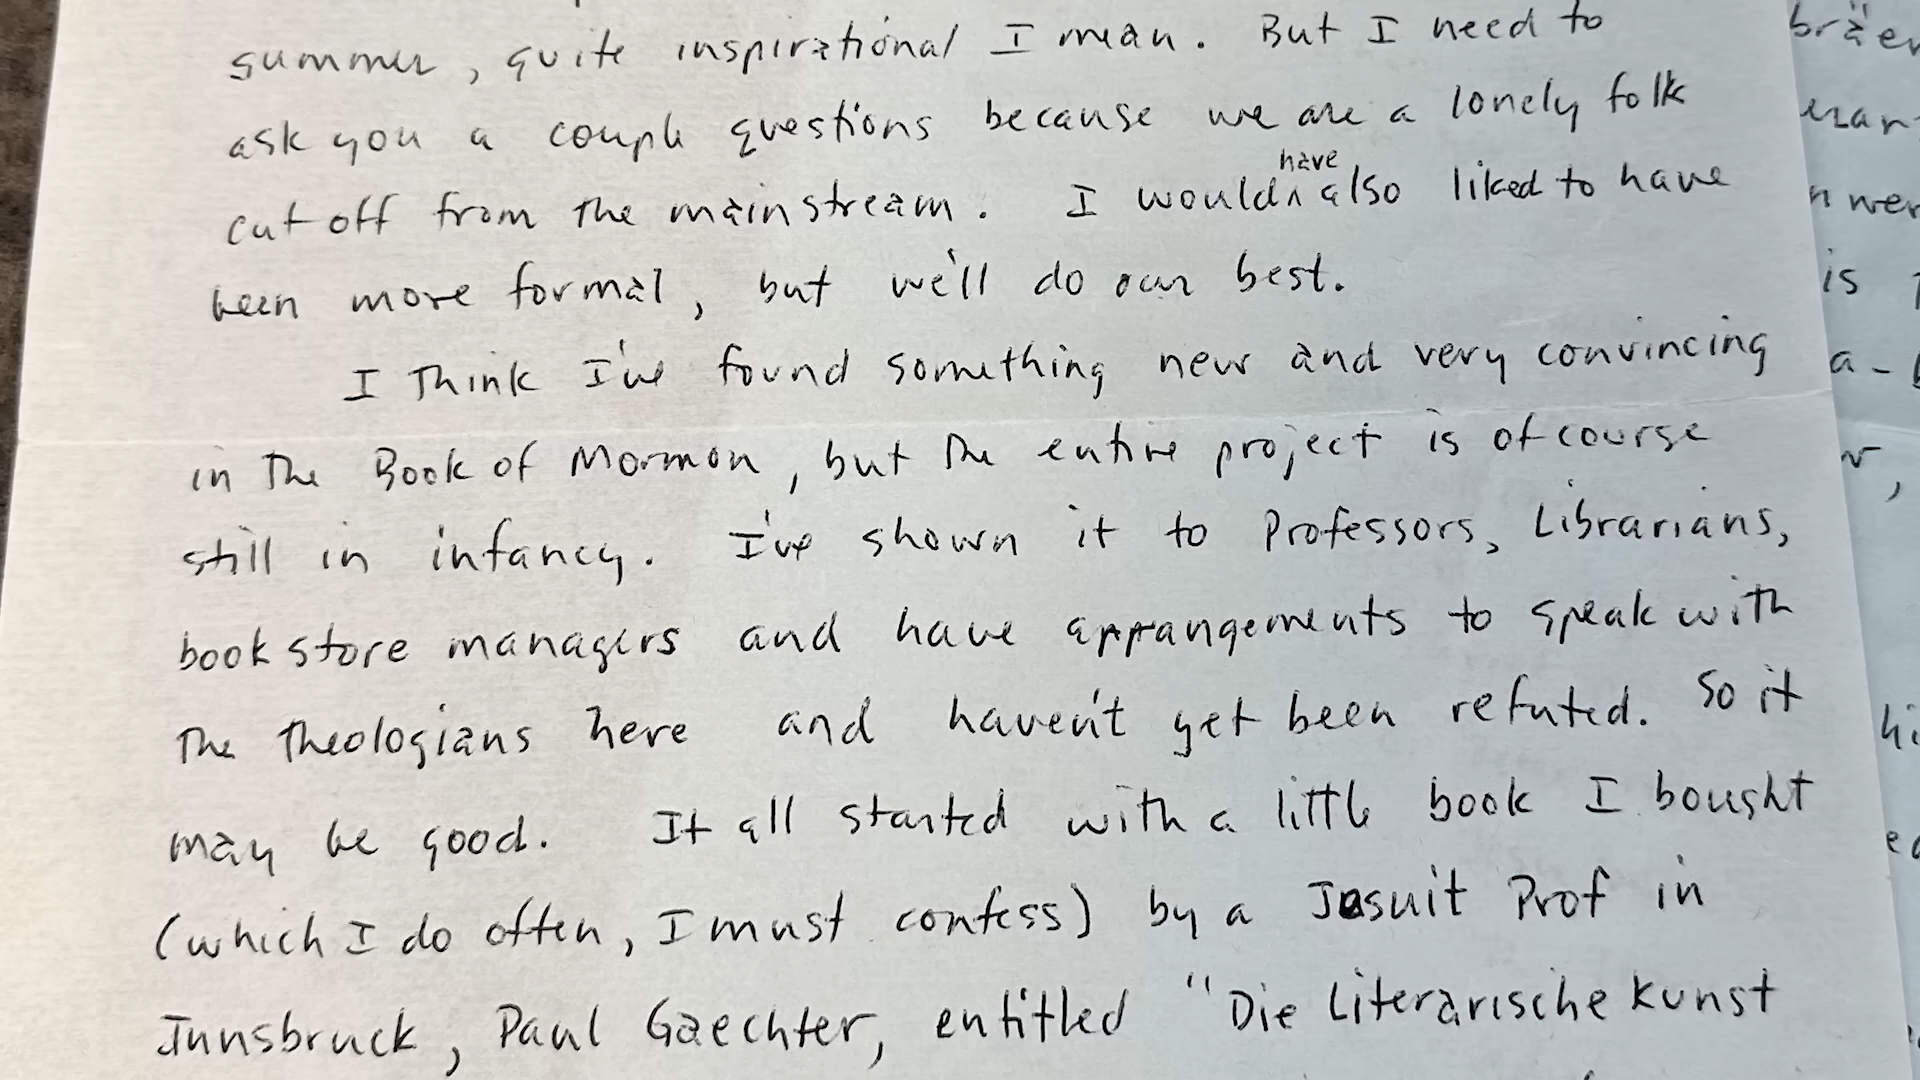 summer, quite inspirational I mean. But I need to
ask you a couple questions because we are a lonely folk
cut off from the mainstream. I would have also liked to have
been more formal, but we'll do our best.
I think I've found something new and very convincing
in the Book of Mormon, but the entire project is of course
still in infancy. I've shown it to Professors, Librarians,
bookstore managers and have arrangements to speak with
the theologians here and haven't yet been refuted. So it
may be good. It all started with a little book I bought
(which I do often, I must confess) by a Jesuit Prof in
Innsbruck, Paul Gaechter, entitled "Die Literarische Kunst